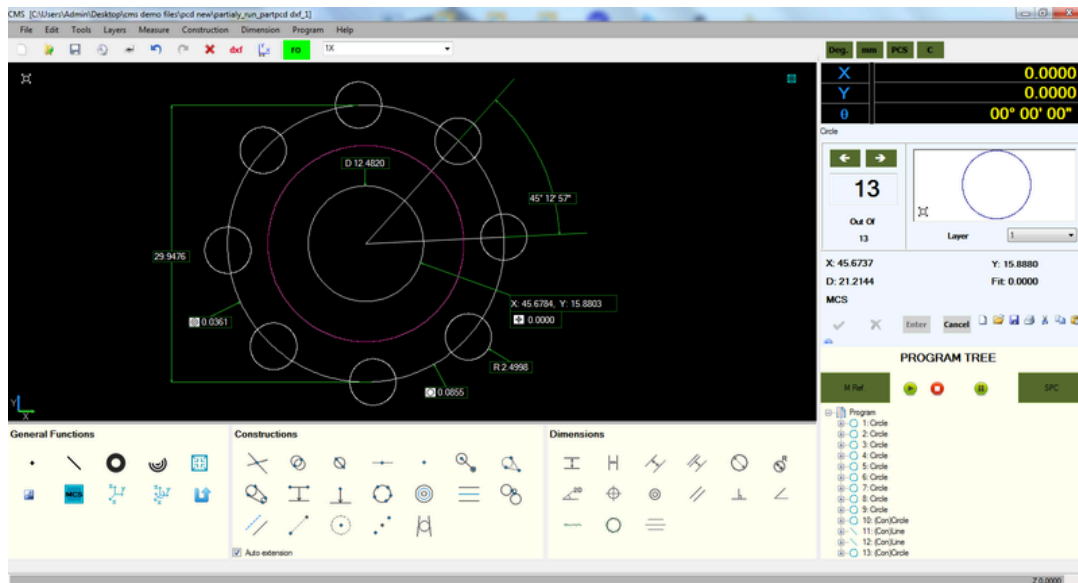 CMS [C:\Users\Admin\Desktop\cms demo files\pcd new\partialy_run_partpcd dxf_1]
File Edit Tools Layers Measure Construction Dimension Program Help
dxf FO 1X
Deg. mm PCS C
X 0.0000
Y 0.0000
θ 00° 00' 00"
Circle
13
Out Of
13
Layer 1
X: 45.6737 Y: 15.8880
D: 21.2144 Fit: 0.0000
MCS
Enter Cancel
PROGRAM TREE
M Ref SPC
Program
1: Circle
2: Circle
3: Circle
4: Circle
5: Circle
6: Circle
7: Circle
8: Circle
9: Circle
10: (Con)Circle
11: (Con)Line
12: (Con)Line
13: (Con)Circle
D 12.4820
45° 12' 57"
29.9476
X: 45.6784, Y: 15.8803
0.0000
0.0361
R 2.4998
0.0855
Y
X
General Functions
MCS
Constructions
Auto extension
Dimensions
R
2D
Z 0.0000